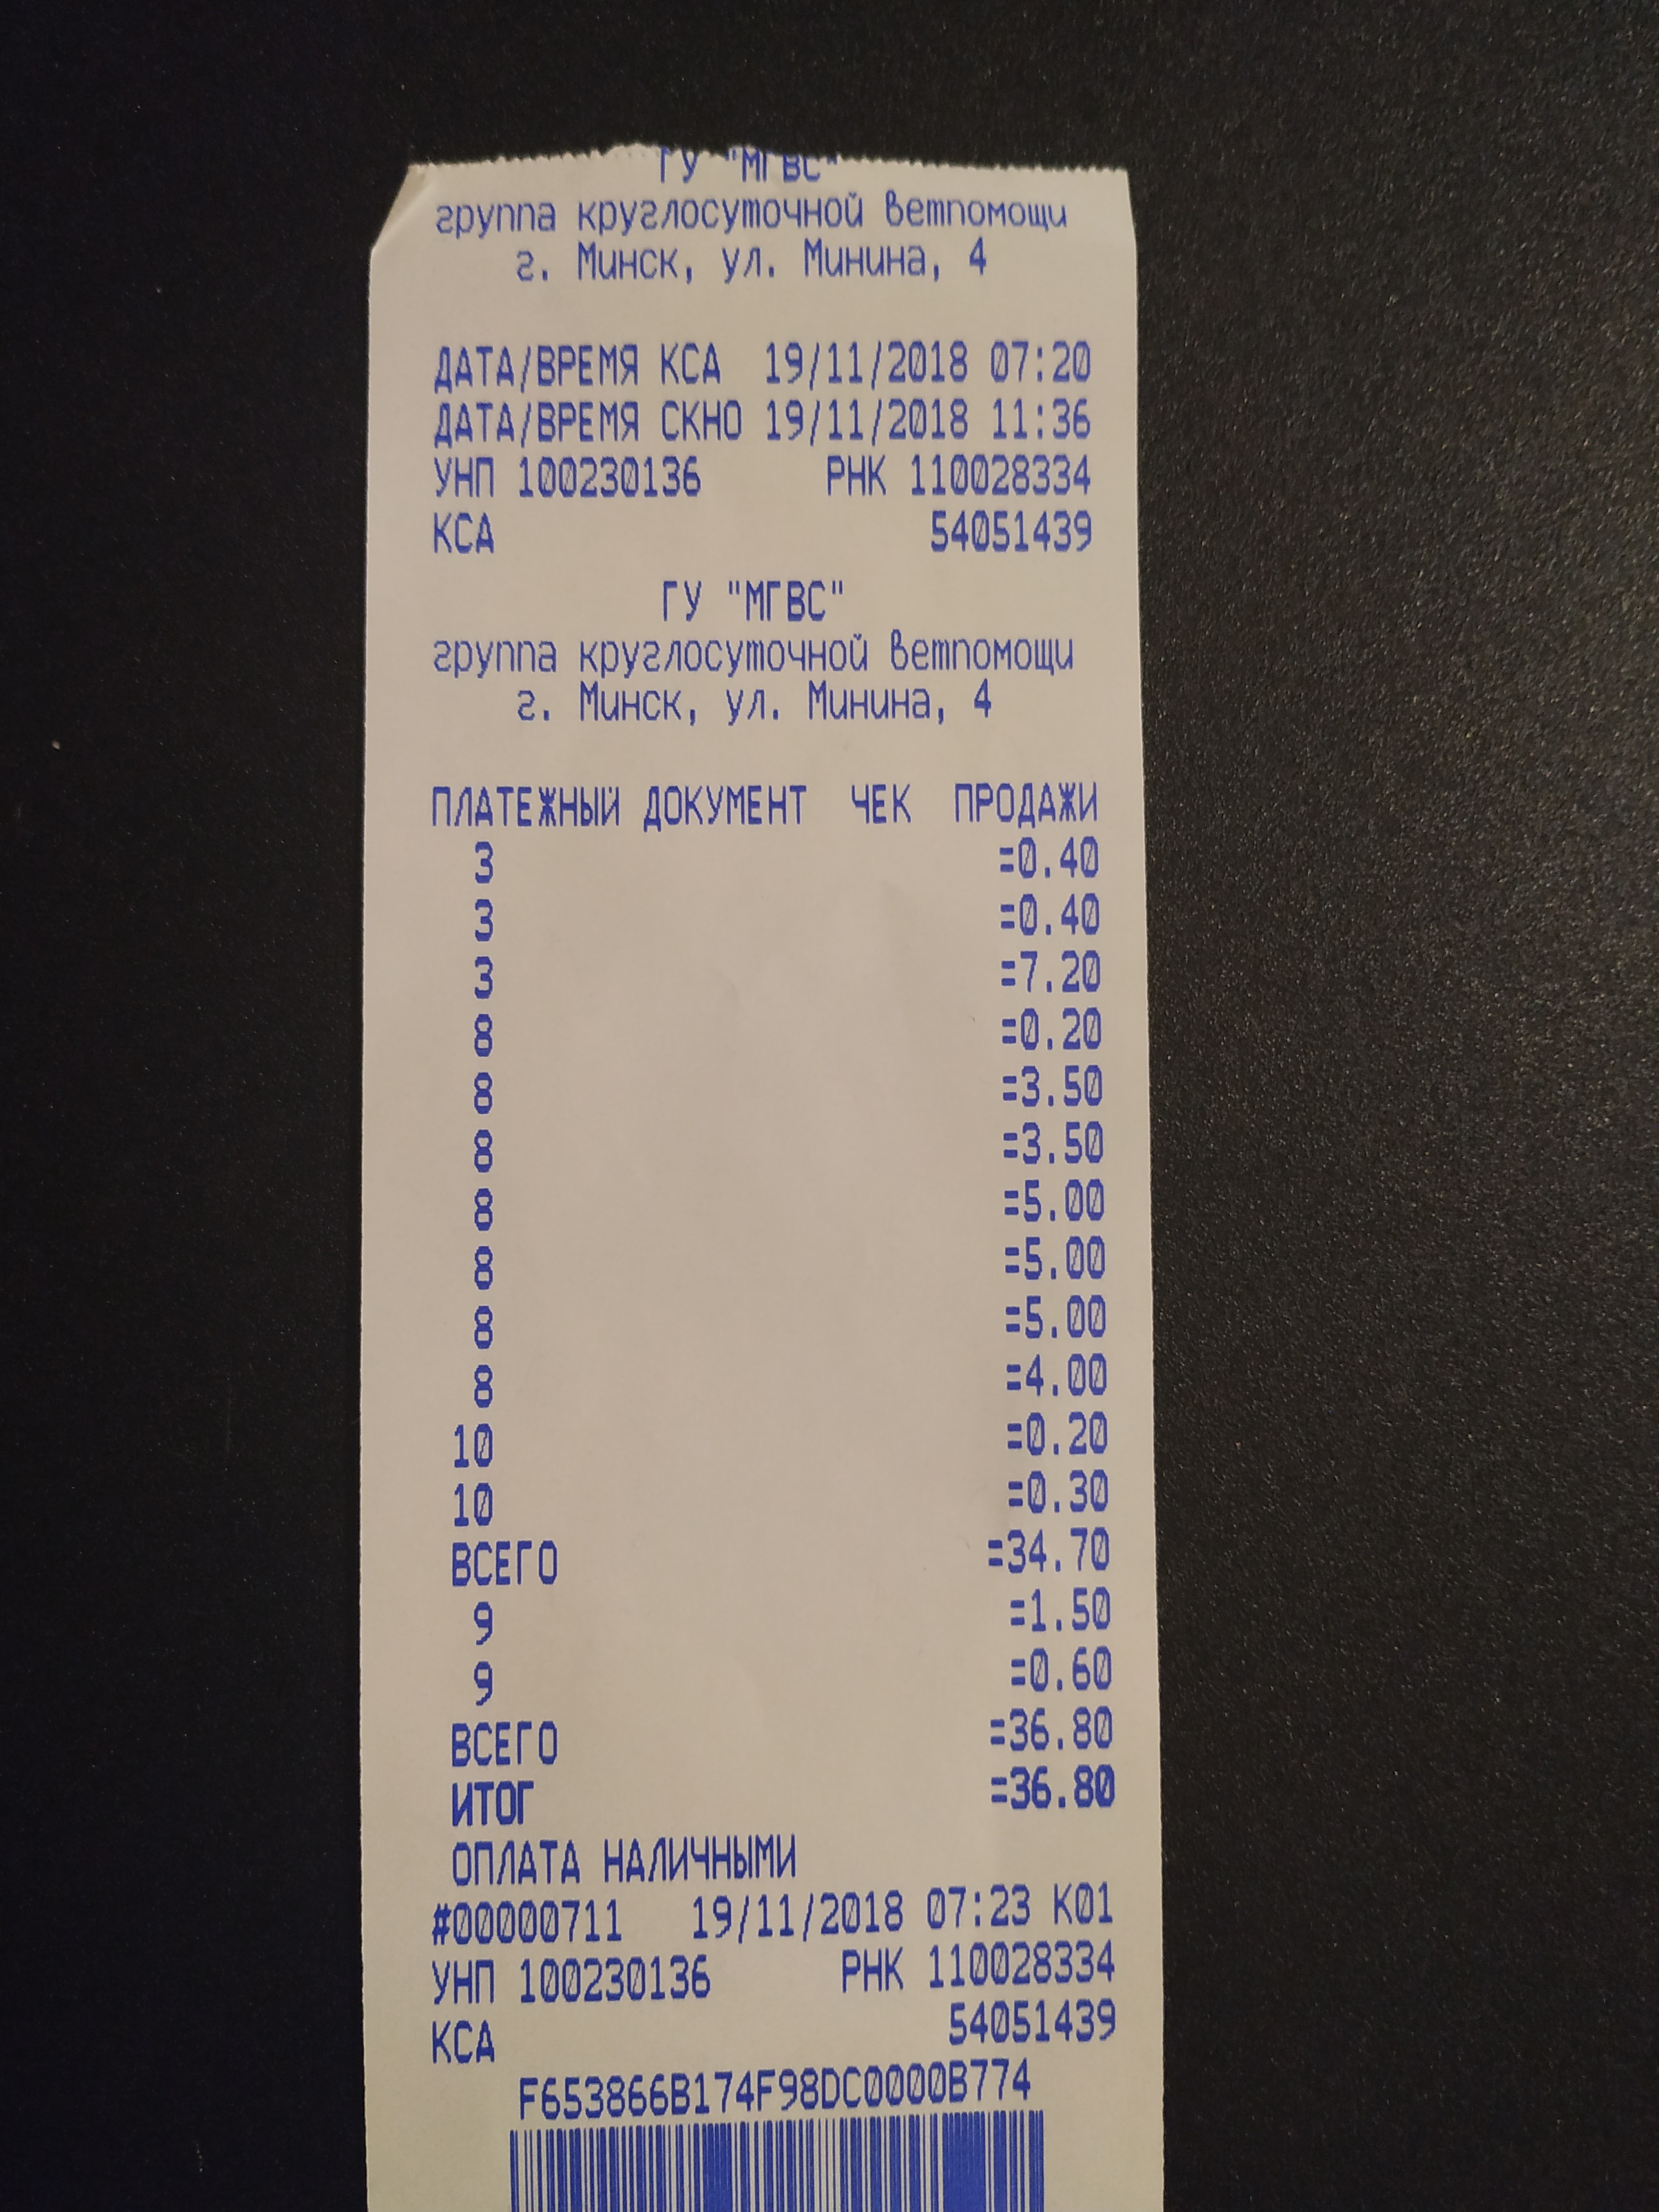 ГУ "МГВС"
группа круглосуточной ветпомощи
г. Минск, ул. Минина, 4
ДАТА/ВРЕМЯ КСА 19/11/2018 07:20
ДАТА/ВРЕМЯ СКНО 19/11/2018 11:36
УНП 100230136 РНК 110028334
КСА 54051439
ГУ "МГВС"
группа круглосуточной ветпомощи
г. Минск, ул. Минина, 4
ПЛАТЕЖНЫЙ ДОКУМЕНТ ЧЕК ПРОДАЖИ
3 =0.40
3 =0.40
3 =7.20
8 =0.20
8 =3.50
8 =3.50
8 =5.00
8 =5.00
8 =5.00
8 =4.00
10 =0.20
10 =0.30
ВСЕГО =34.70
9 =1.50
9 =0.60
ВСЕГО =36.80
ИТОГ =36.80
ОПЛАТА НАЛИЧНЫМИ
#00000711 19/11/2018 07:23 К01
УНП 100230136 РНК 110028334
КСА 54051439
F653866B174F98DC0000B774